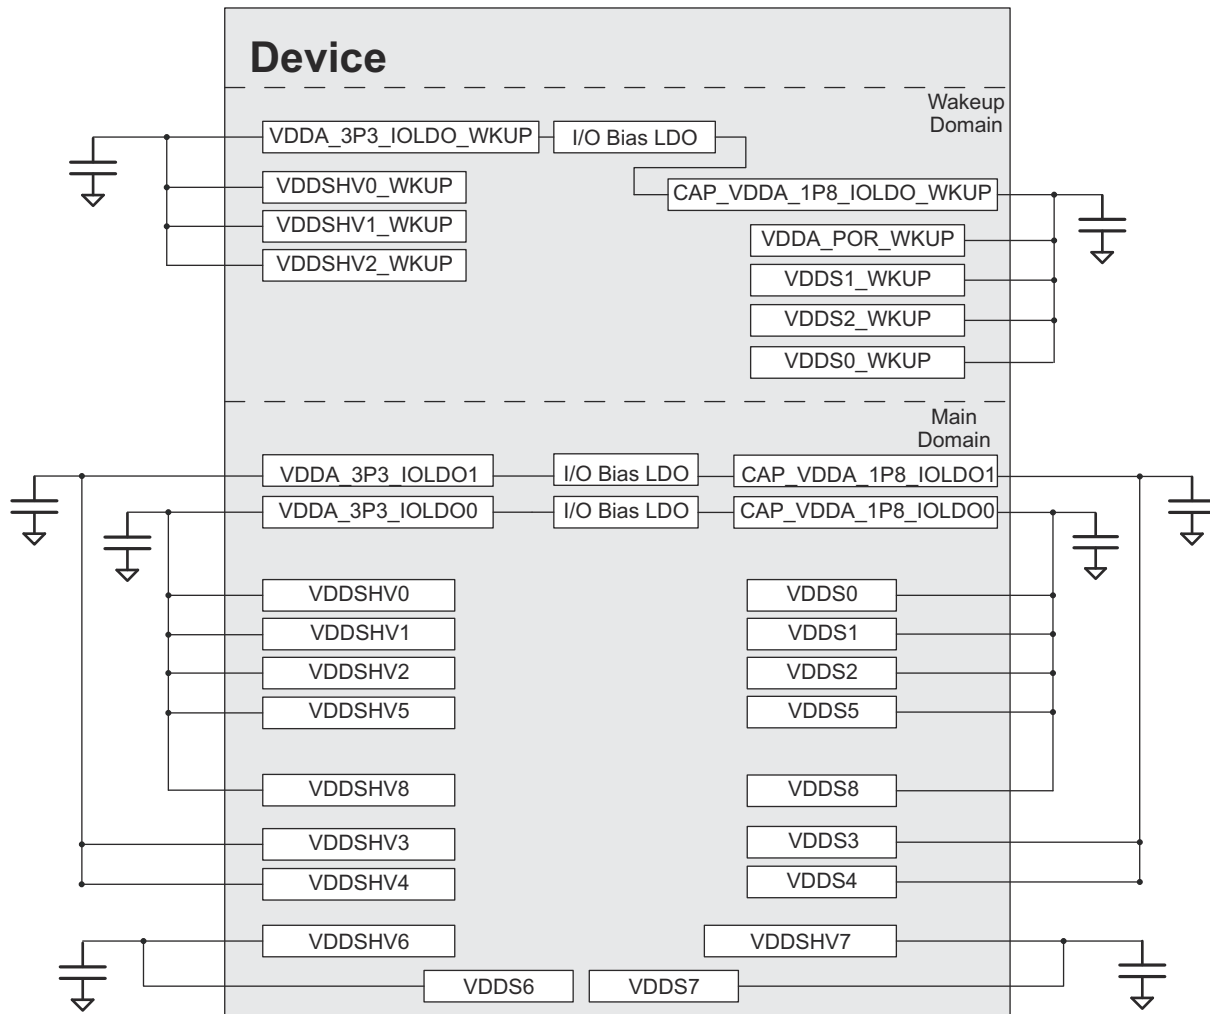 Device
Wakeup
Domain
VDDA_3P3_IOLDO_WKUP
I/O Bias LDO
VDDSHV0_WKUP
CAP_VDDA_1P8_IOLDO_WKUP
VDDSHV1_WKUP
VDDA_POR_WKUP
VDDSHV2_WKUP
VDDS1_WKUP
VDDS2_WKUP
VDDS0_WKUP
Main
Domain
VDDA_3P3_IOLDO1
I/O Bias LDO
CAP_VDDA_1P8_IOLDO1
VDDA_3P3_IOLDO0
I/O Bias LDO
CAP_VDDA_1P8_IOLDO0
VDDSHV0
VDDS0
VDDSHV1
VDDS1
VDDSHV2
VDDS2
VDDSHV5
VDDS5
VDDSHV8
VDDS8
VDDSHV3
VDDS3
VDDSHV4
VDDS4
VDDSHV6
VDDSHV7
VDDS6
VDDS7